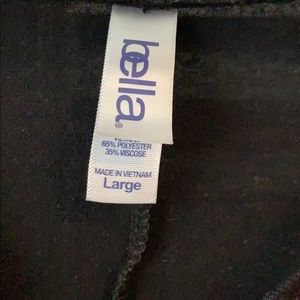 bella®
65% POLYESTER
35% VISCOSE
MADE IN VIETNAM
Large